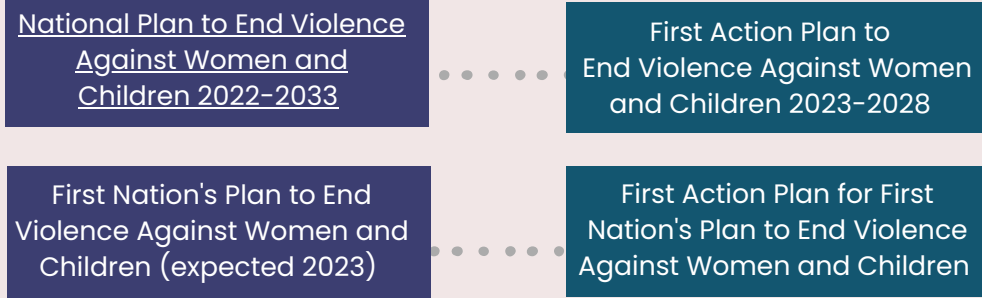 National Plan to End Violence
Against Women and
Children 2022-2033
First Action Plan to
End Violence Against Women
and Children 2023-2028
First Nation's Plan to End
Violence Against Women and
Children (expected 2023)
First Action Plan for First
Nation's Plan to End Violence
Against Women and Children